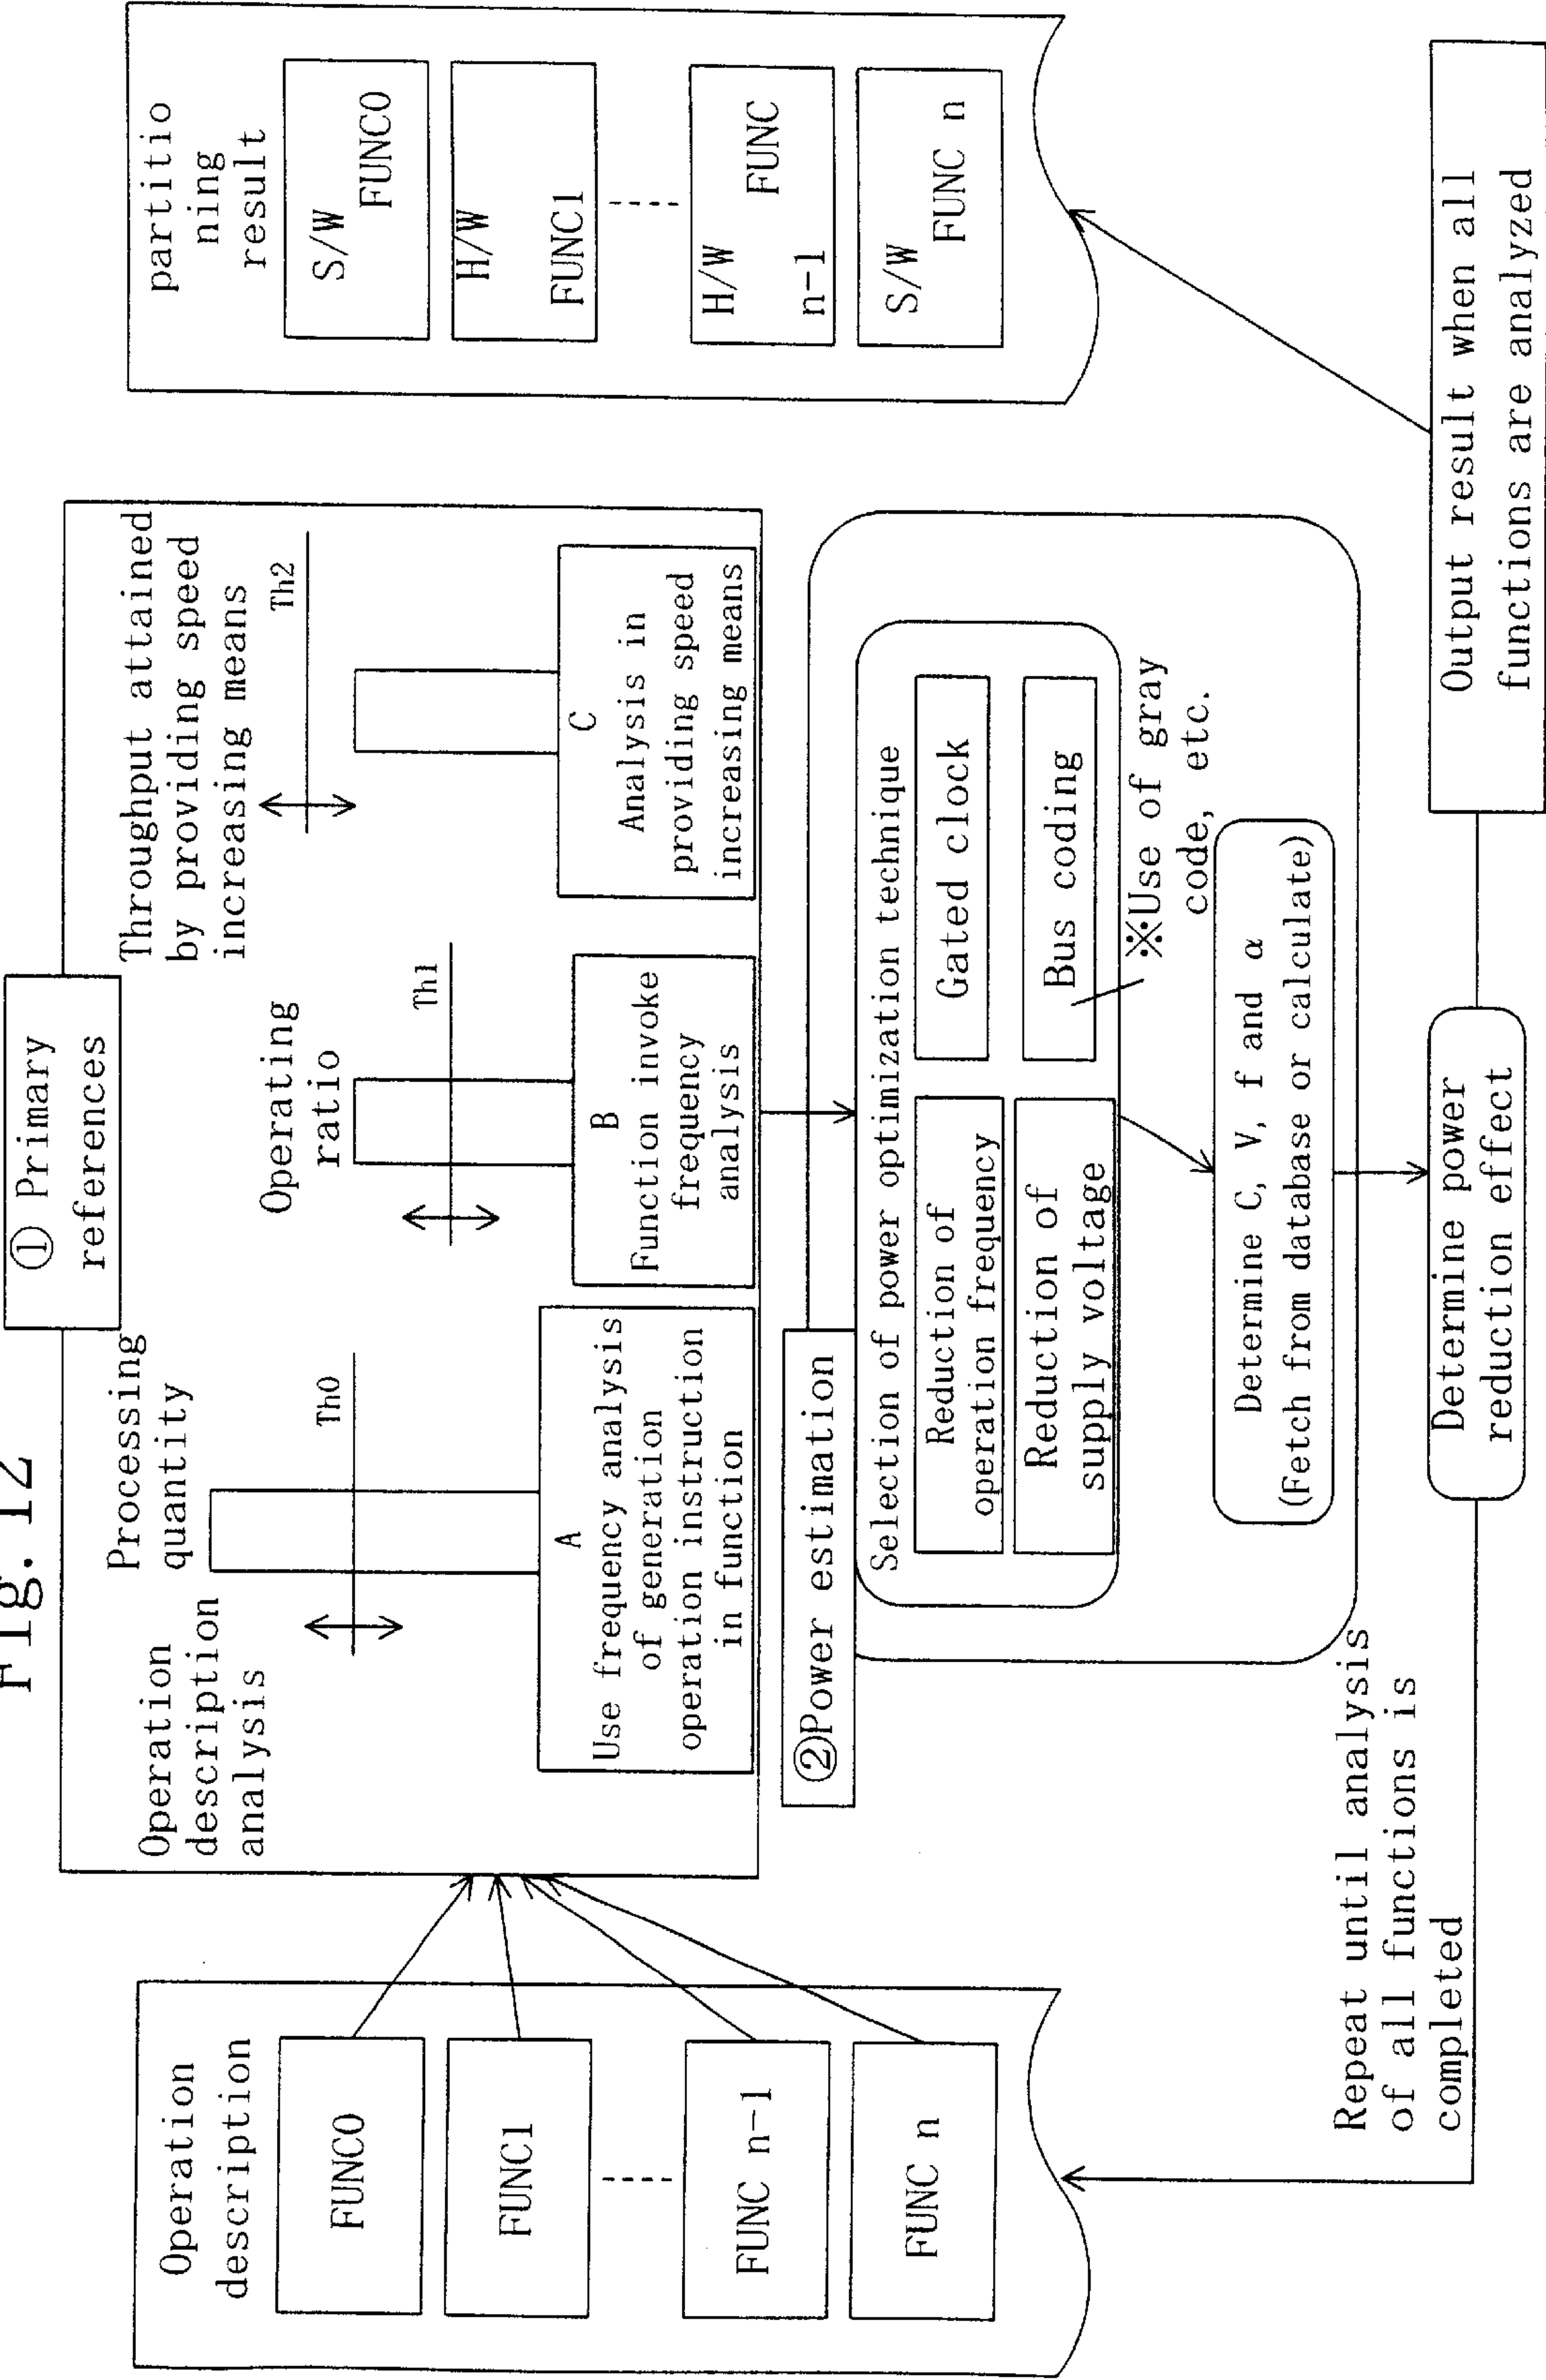 Fig. 12
Operation
description
FUNC0
FUNC1
FUNC n-1
FUNC n
① Primary
references
Operation
description
analysis
Processing
quantity
Th0
A
Use frequency analysis
of generation
operation instruction
in function
Operating
ratio
Th1
B
Function invoke
frequency
analysis
Throughput attained
by providing speed
increasing means
Th2
C
Analysis in
providing speed
increasing means
②Power estimation
Selection of power optimization technique
Reduction of
operation frequency
Gated clock
Reduction of
supply voltage
Bus coding
※Use of gray
code, etc.
Determine C, V, f and α
(Fetch from database or calculate)
Determine power
reduction effect
Repeat until analysis
of all functions is
completed
Output result when all
functions are analyzed
partitio
ning
result
S/W
FUNC0
H/W
FUNC1
H/W FUNC
n-1
S/W
FUNC n